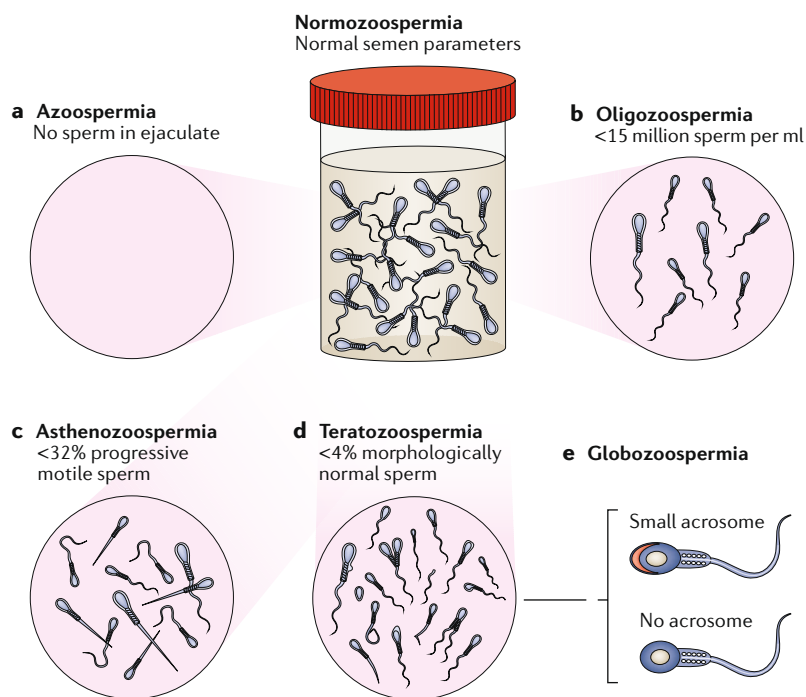 Normozoospermia
Normal semen parameters
a Azoospermia
No sperm in ejaculate
b Oligozoospermia
<15 million sperm per ml
c Asthenozoospermia
<32% progressive
motile sperm
d Teratozoospermia
<4% morphologically
normal sperm
e Globozoospermia
Small acrosome
No acrosome